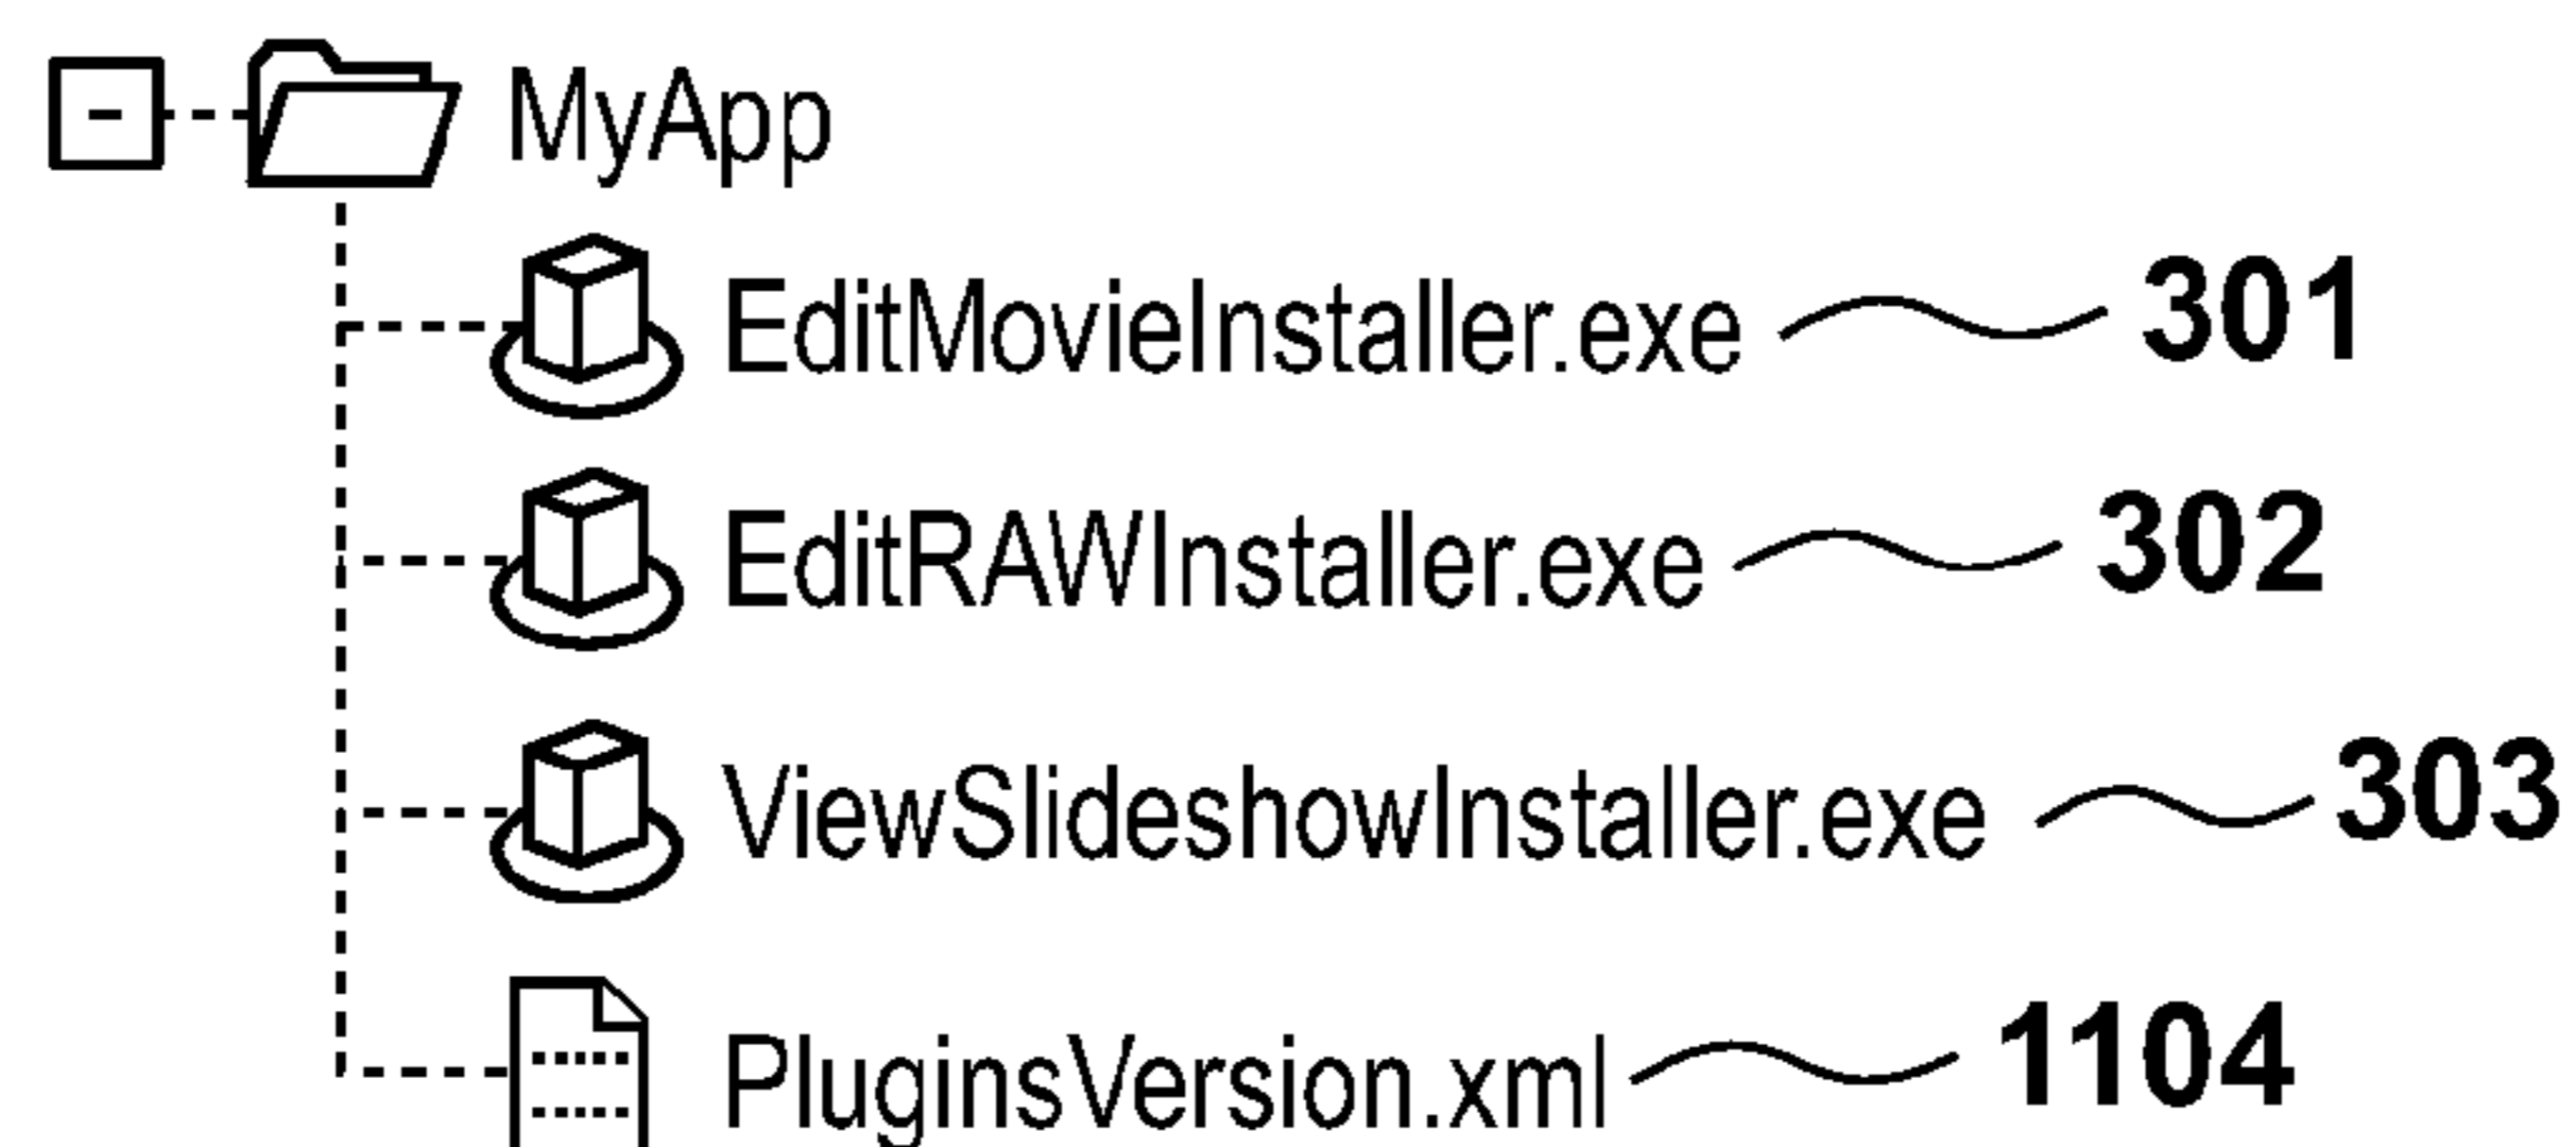 MyApp
EditMovieInstaller.exe 301
EditRAWInstaller.exe 302
ViewSlideshowInstaller.exe 303
PluginsVersion.xml 1104